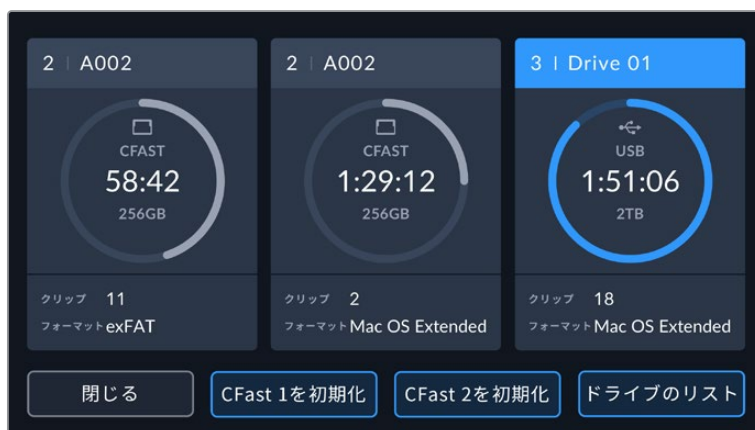 2 | A002
CFAST
58:42
256GB
クリップ 11
フォーマット exFAT
2 | A002
CFAST
1:29:12
256GB
クリップ 2
フォーマット Mac OS Extended
3 | Drive 01
USB
1:51:06
2TB
クリップ 18
フォーマット Mac OS Extended
閉じる
CFast 1を初期化
CFast 2を初期化
ドライブのリスト